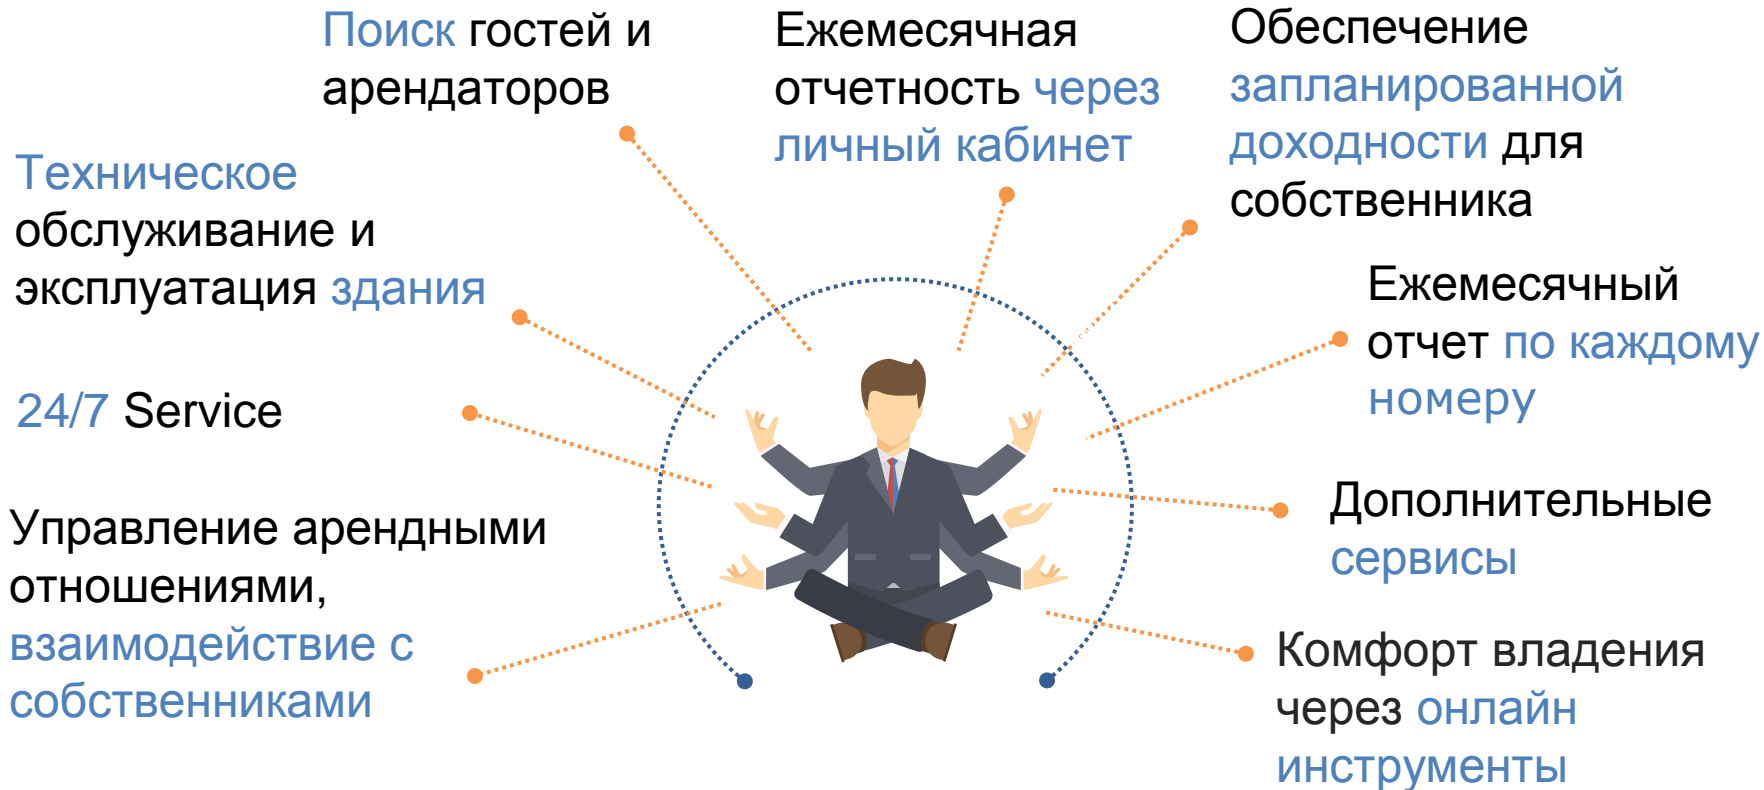 Поиск гостей и
арендаторов
Ежемесячная
отчетность через
личный кабинет
Обеспечение
запланированной
доходности для
собственника
Техническое
обслуживание и
эксплуатация здания
Ежемесячный
отчет по каждому
номеру
24/7 Service
Дополнительные
сервисы
Управление арендными
отношениями,
взаимодействие с
собственниками
Комфорт владения
через онлайн
инструменты